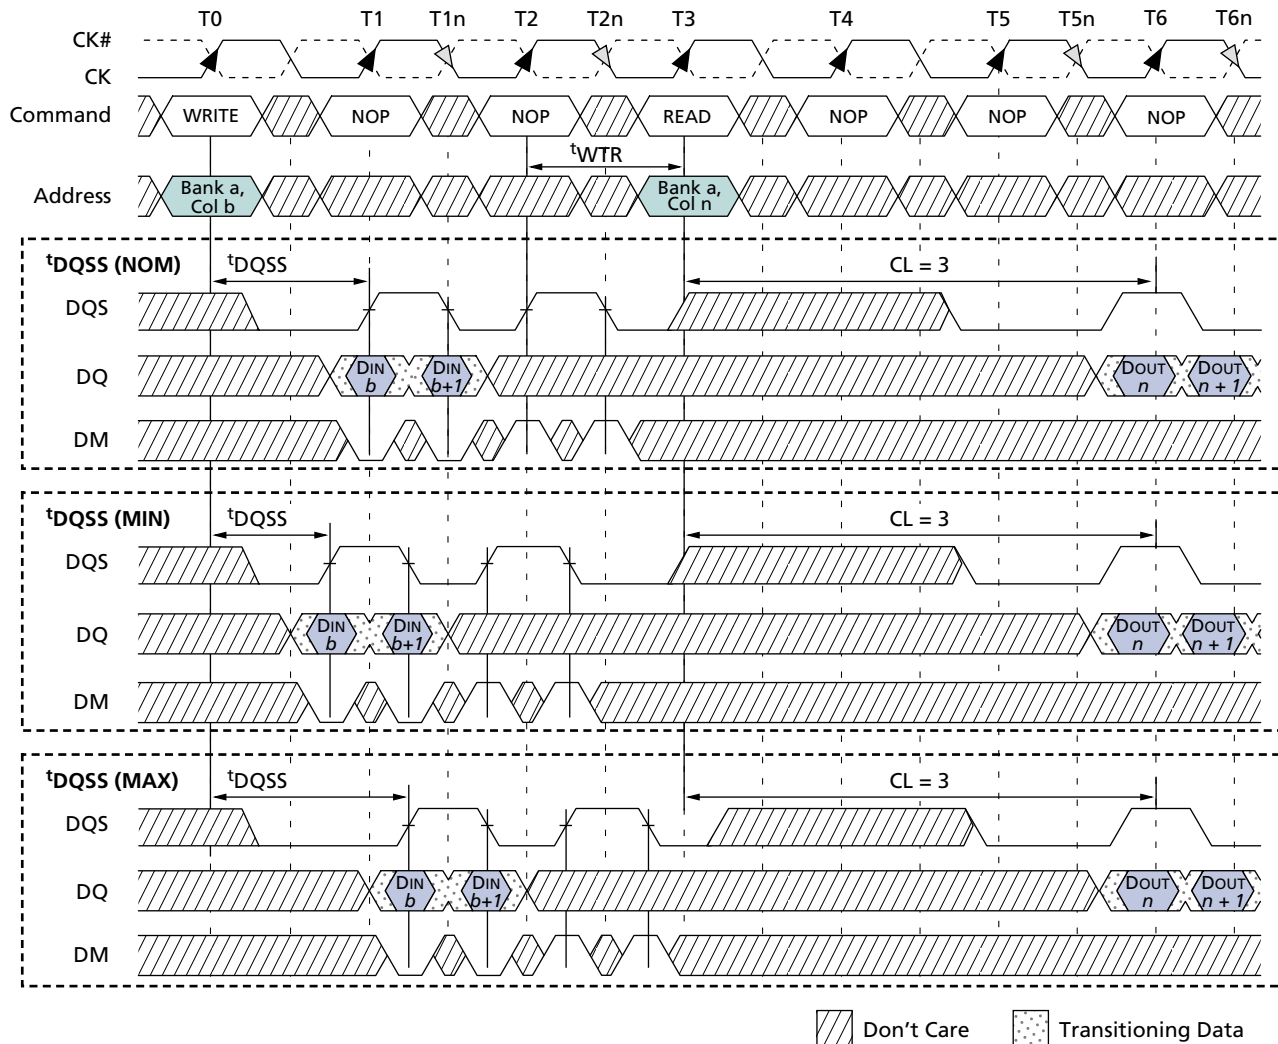 T0 T1 T1n T2 T2n T3 T4 T5 T5n T6 T6n
CK#
CK
Command WRITE NOP NOP READ NOP NOP NOP
tWTR
Address Bank a, Col b Bank a, Col n
tDQSS (NOM) tDQSS CL = 3
DQS
DQ DIN b DIN b+1 DOUT n DOUT n + 1
DM
tDQSS (MIN) tDQSS CL = 3
DQS
DQ DIN b DIN b+1 DOUT n DOUT n + 1
DM
tDQSS (MAX) tDQSS CL = 3
DQS
DQ DIN b DIN b+1 DOUT n DOUT n + 1
DM
Don't Care Transitioning Data